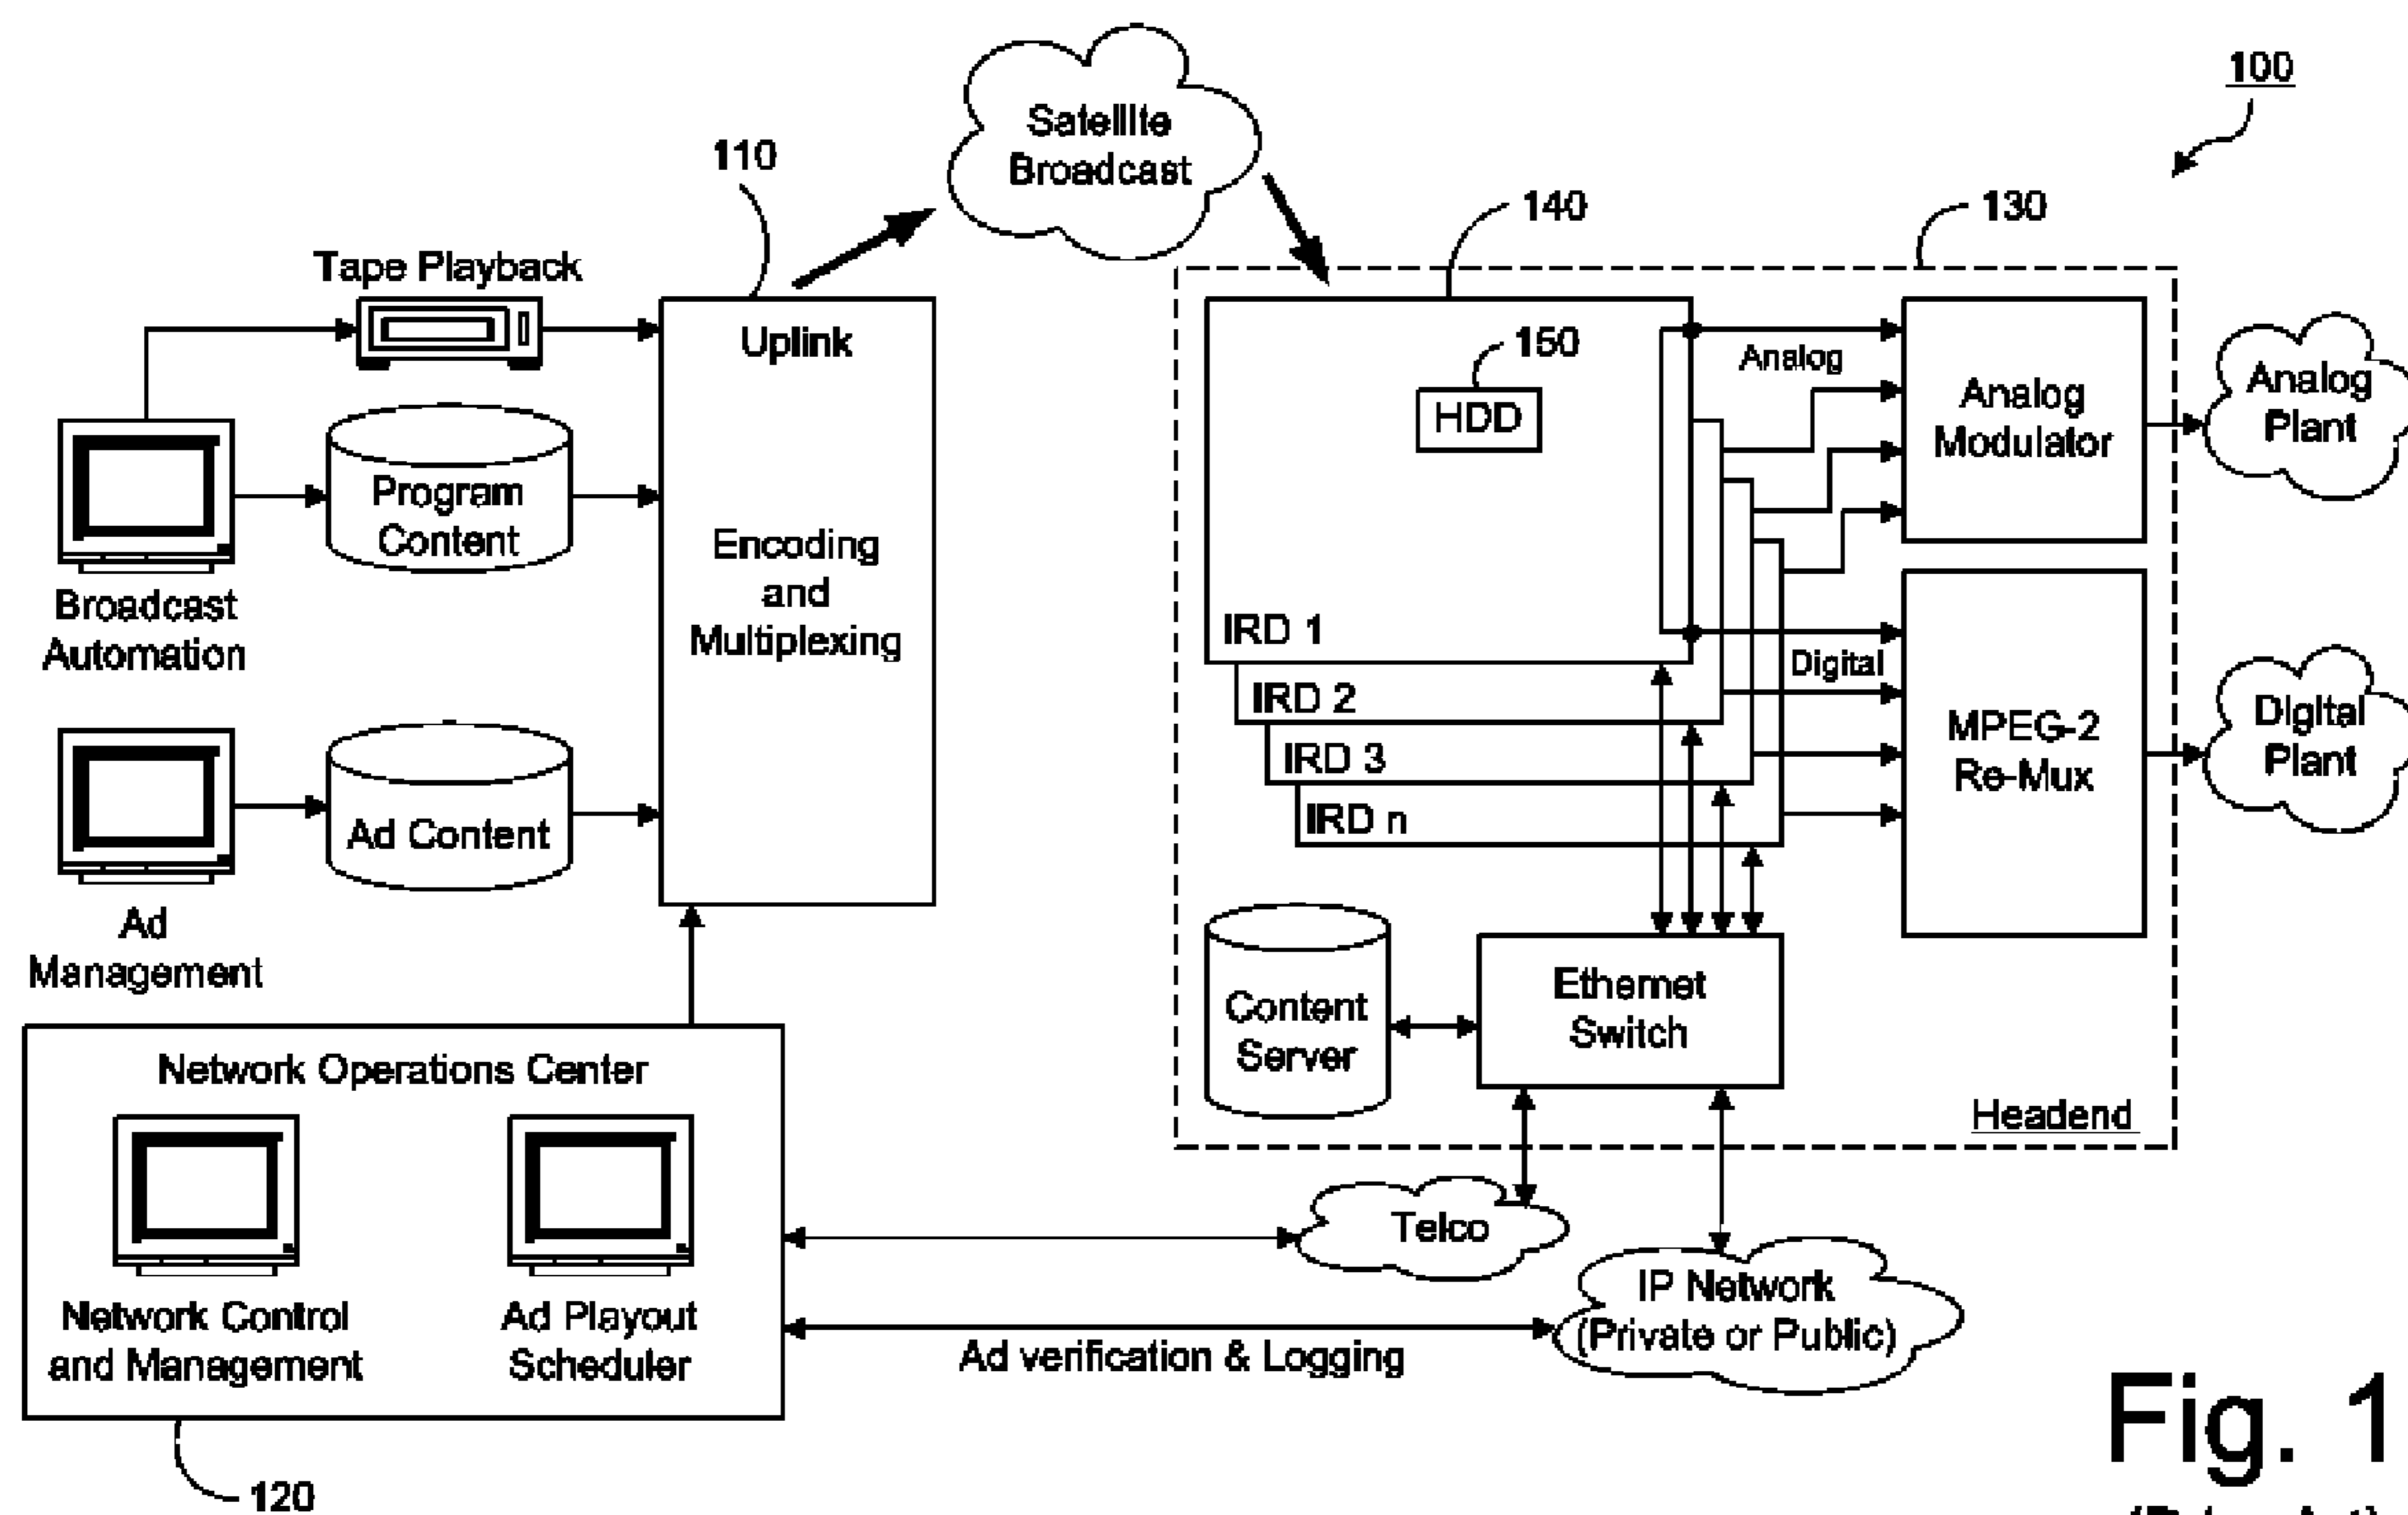 100
Satellite
Broadcast
110
140
130
Tape Playback
Uplink
150
HDD
Analog
Analog
Modulator
Analog
Plant
Program
Content
Encoding
and
Multiplexing
Broadcast
Automation
IRD 1
Digital
IRD 2
IRD 3
IRD n
MPEG-2
Re-Mux
Digital
Plant
Ad Content
Ad
Management
Content
Server
Ethernet
Switch
Headend
Network Operations Center
Network Control
and Management
Ad Playout
Scheduler
Telco
IP Network
(Private or Public)
Ad verification & Logging
120
Fig. 1